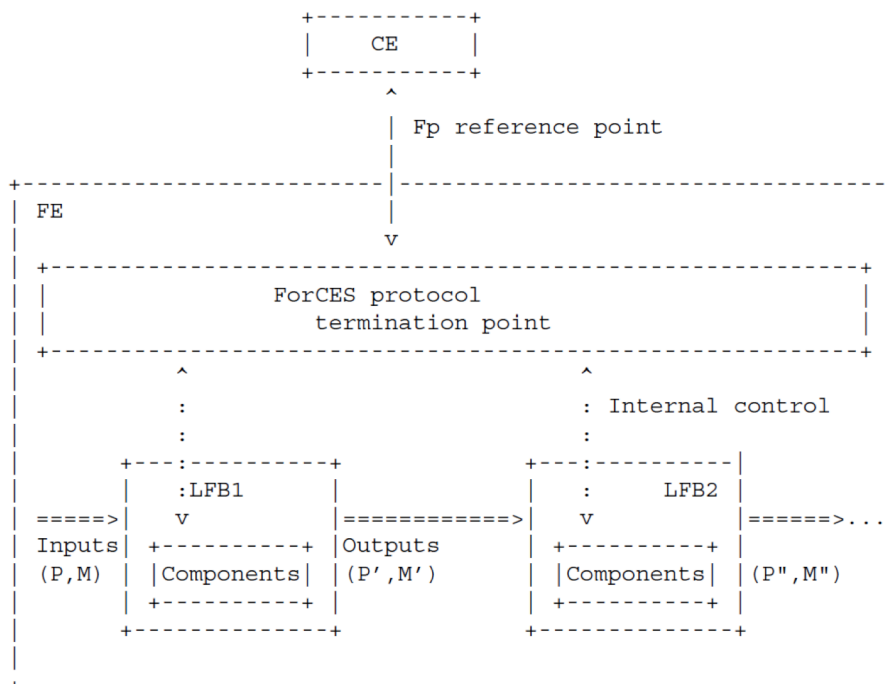 CE
Fp reference point
FE
ForCES protocol
termination point
Internal control
LFB1 LFB2
Inputs Outputs
(P,M) Components (P',M') Components (P",M")